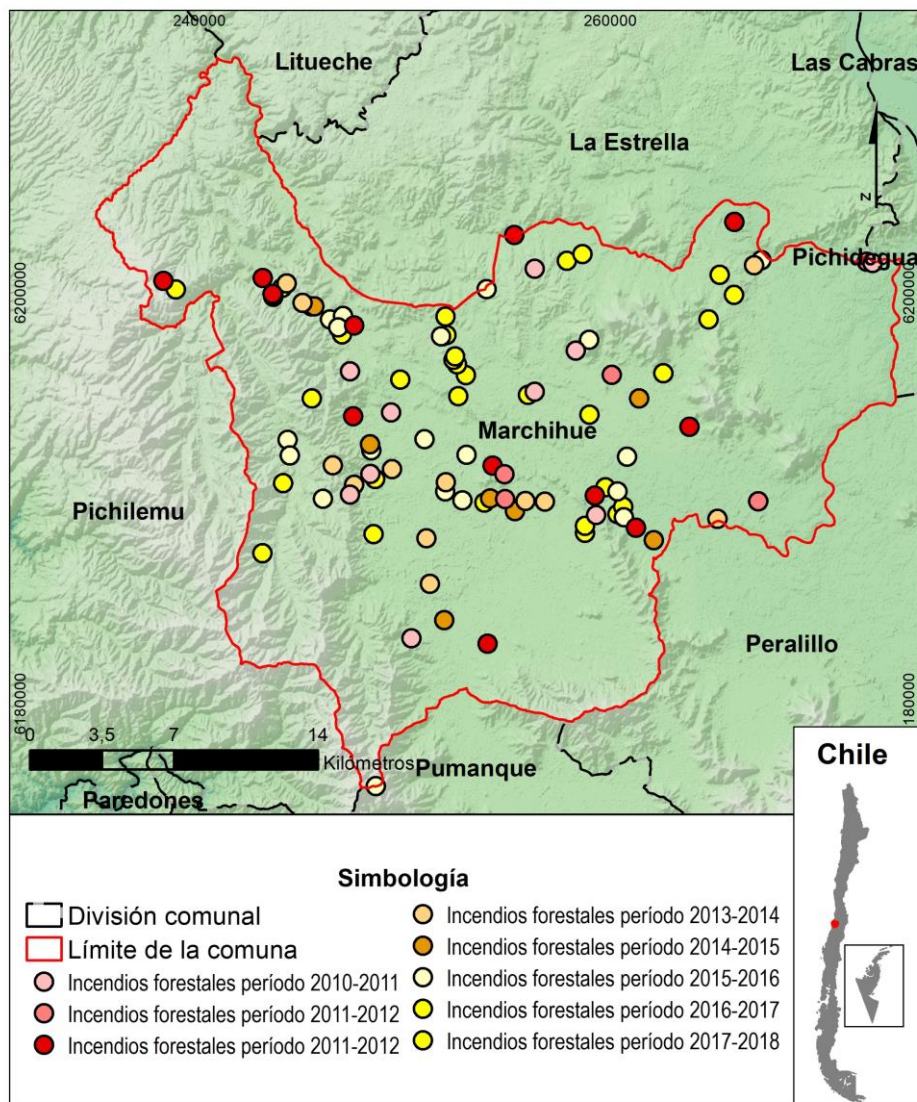 240000
260000
Litueche
Las Cabras
La Estrella
N
Pichidegua
6200000
6200000
Marchihue
Pichilemu
Peralillo
6180000
6180000
0 3,5 7 14
Kilómetros
Pumanque
Paredones
Chile
Simbología
División comunal
Límite de la comuna
Incendios forestales período 2010-2011
Incendios forestales período 2011-2012
Incendios forestales período 2011-2012
Incendios forestales período 2013-2014
Incendios forestales período 2014-2015
Incendios forestales período 2015-2016
Incendios forestales período 2016-2017
Incendios forestales período 2017-2018